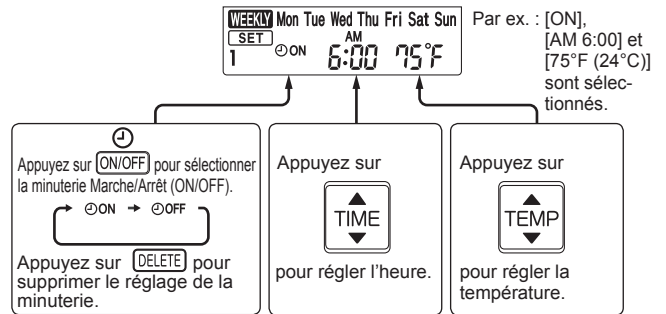 WEEKLY Mon Tue Wed Thu Fri Sat Sun
SET
AM
1 ON 6:00 75°F
Par ex. : [ON],
[AM 6:00] et
[75°F (24°C)]
sont sélec-
tionnés.
Appuyez sur ON/OFF pour sélectionner
la minuterie Marche/Arrêt (ON/OFF).
ON → OFF
Appuyez sur DELETE pour
supprimer le réglage de la
minuterie.
Appuyez sur
TIME
pour régler l’heure.
Appuyez sur
TEMP
pour régler la
température.